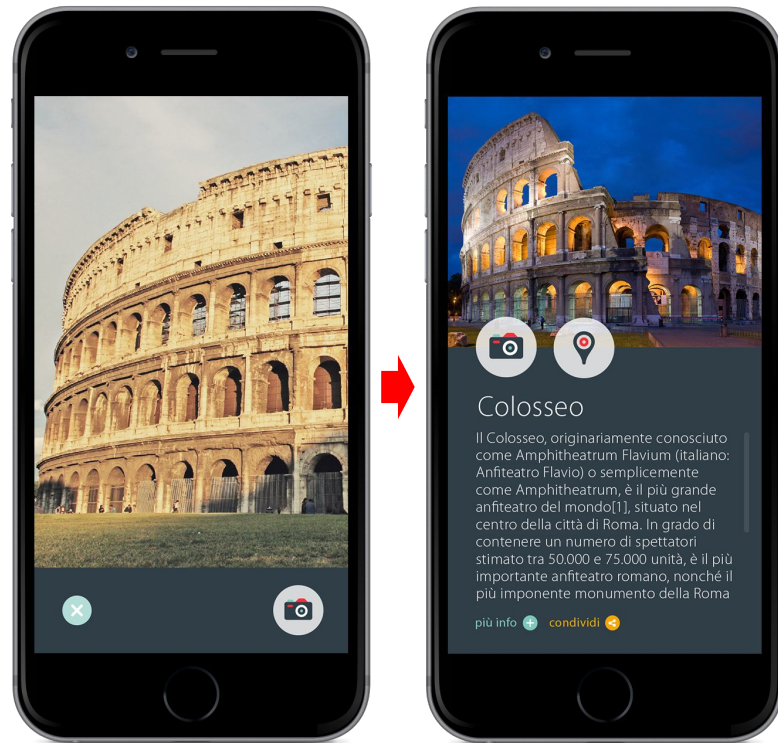 Colosseo
Il Colosseo, originariamente conosciuto
come Amphitheatrum Flavium (italiano:
Anfiteatro Flavio) o semplicemente
come Amphitheatrum, è il più grande
anfiteatro del mondo[1], situato nel
centro della città di Roma. In grado di
contenere un numero di spettatori
stimato tra 50.000 e 75.000 unità, è il più
importante anfiteatro romano, nonché il
più imponente monumento della Roma
più info condividi